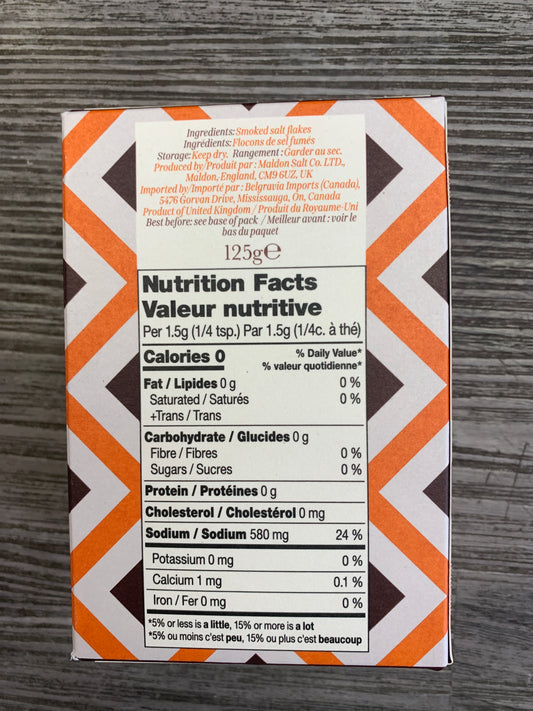 Ingredients: Smoked salt flakes
Ingrédients: Flocons de sel fumés
Storage: Keep dry. Rangement: Garder au sec.
Produced by/Produit par: Maldon Salt Co. LTD.,
Maldon, England, CM9 6UZ, UK
Imported by/Importé par: Belgravia Imports (Canada),
5476 Gorvan Drive, Mississauga, On, Canada
Product of United Kingdom / Produit du Royaume-Uni
Best before: see base of pack / Meilleur avant: voir le
bas du paquet
125g℮
Nutrition Facts
Valeur nutritive
Per 1.5g (1/4 tsp.) Par 1.5g (1/4c. à thé)
Calories 0 % Daily Value*
% valeur quotidienne*
Fat / Lipides 0 g 0 %
Saturated / Saturés 0 %
+Trans / Trans
Carbohydrate / Glucides 0 g
Fibre / Fibres 0 %
Sugars / Sucres 0 %
Protein / Protéines 0 g
Cholesterol / Cholestérol 0 mg
Sodium / Sodium 580 mg 24 %
Potassium 0 mg 0 %
Calcium 1 mg 0.1 %
Iron / Fer 0 mg 0 %
*5% or less is a little, 15% or more is a lot
*5% ou moins c'est peu, 15% ou plus c'est beaucoup